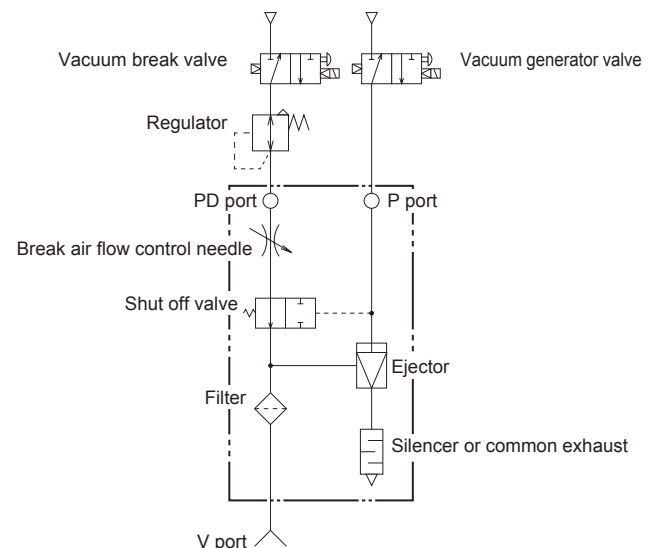 Vacuum break valve
Vacuum generator valve
Regulator
PD port
P port
Break air flow control needle
Shut off valve
Ejector
Filter
Silencer or common exhaust
V port